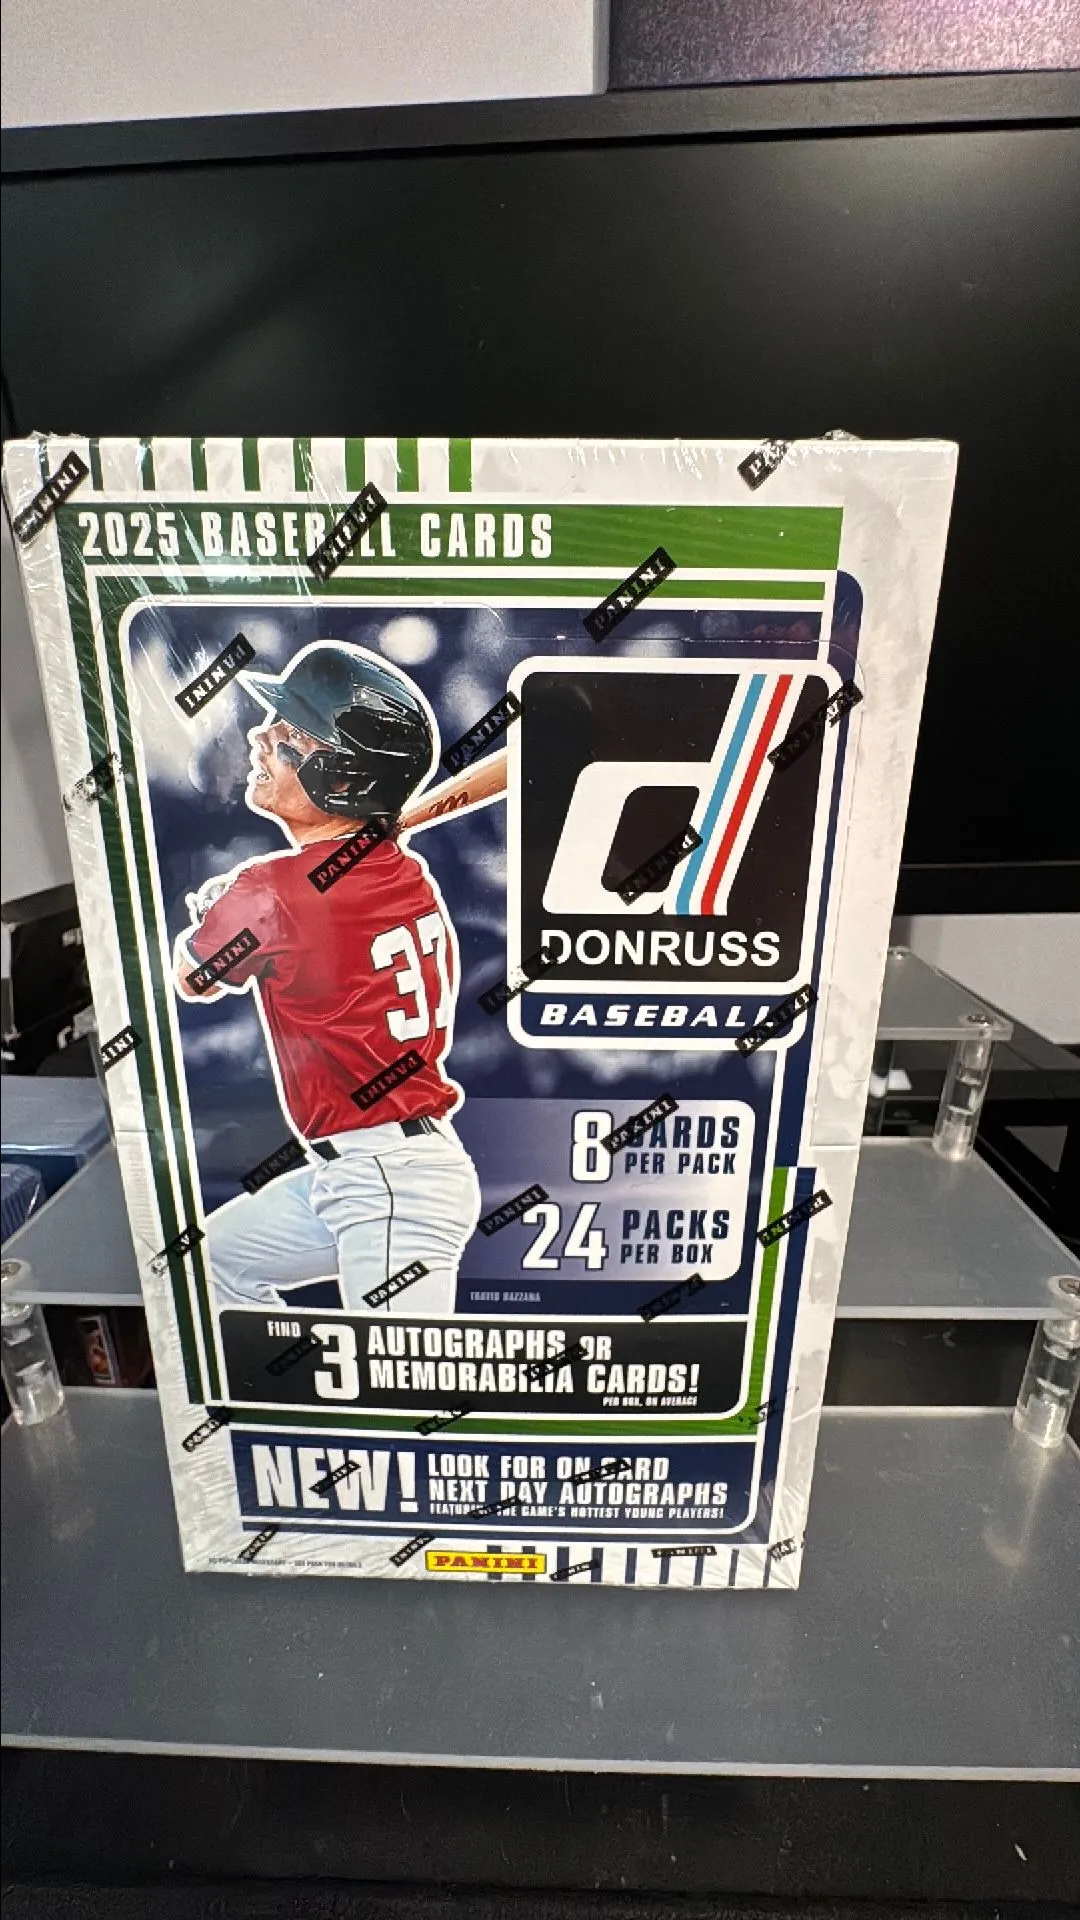 2025 BASEBALL CARDS
DONRUSS
BASEBALL
37
8 CARDS
PER PACK
24 PACKS
PER BOX
TRAVIS BAZZANA
FIND 3 AUTOGRAPHS OR
MEMORABILIA CARDS!
PER BOX, ON AVERAGE
NEW! LOOK FOR ON CARD
NEXT DAY AUTOGRAPHS
FEATURING THE GAME'S HOTTEST YOUNG PLAYERS!
PANINI